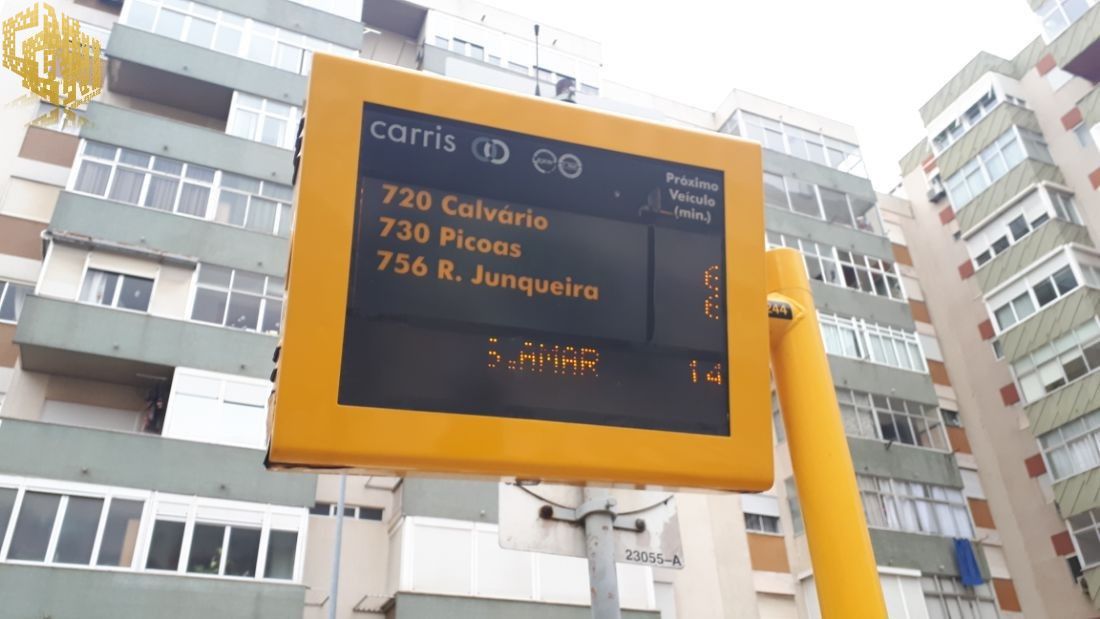 carris
Próximo
Veículo
(min.)
720 Calvário
730 Picoas
756 R. Junqueira
6
6
S.AMAR 14
244
23055-A